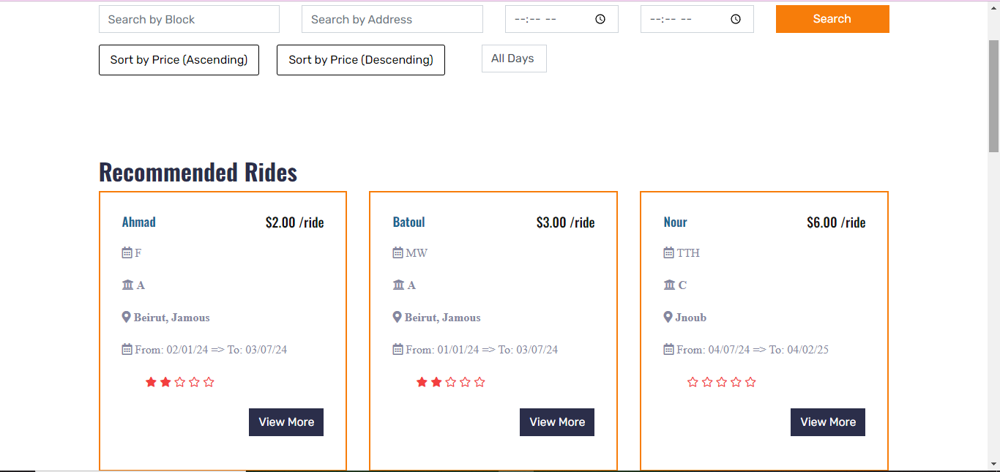 Search by Block Search by Address --:-- -- --:-- -- Search
Sort by Price (Ascending) Sort by Price (Descending) All Days
Recommended Rides
Ahmad $2.00 /ride
F
A
Beirut, Jamous
From: 02/01/24 => To: 03/07/24
View More
Batoul $3.00 /ride
MW
A
Beirut, Jamous
From: 01/01/24 => To: 03/07/24
View More
Nour $6.00 /ride
TTH
C
Jnoub
From: 04/07/24 => To: 04/02/25
View More